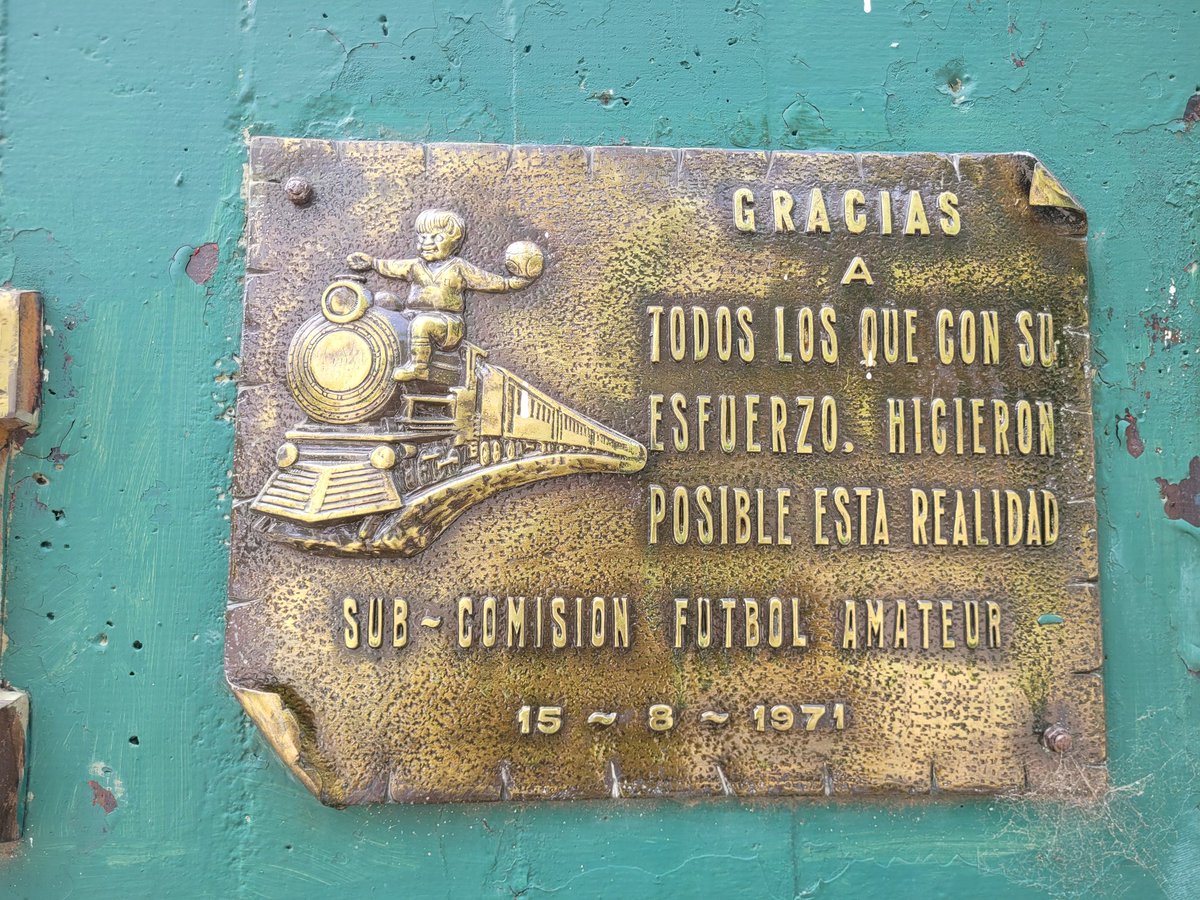 GRACIAS
A
TODOS LOS QUE CON SU
ESFUERZO, HICIERON
POSIBLE ESTA REALIDAD
SUB-COMISION FUTBOL AMATEUR
15-8-1971